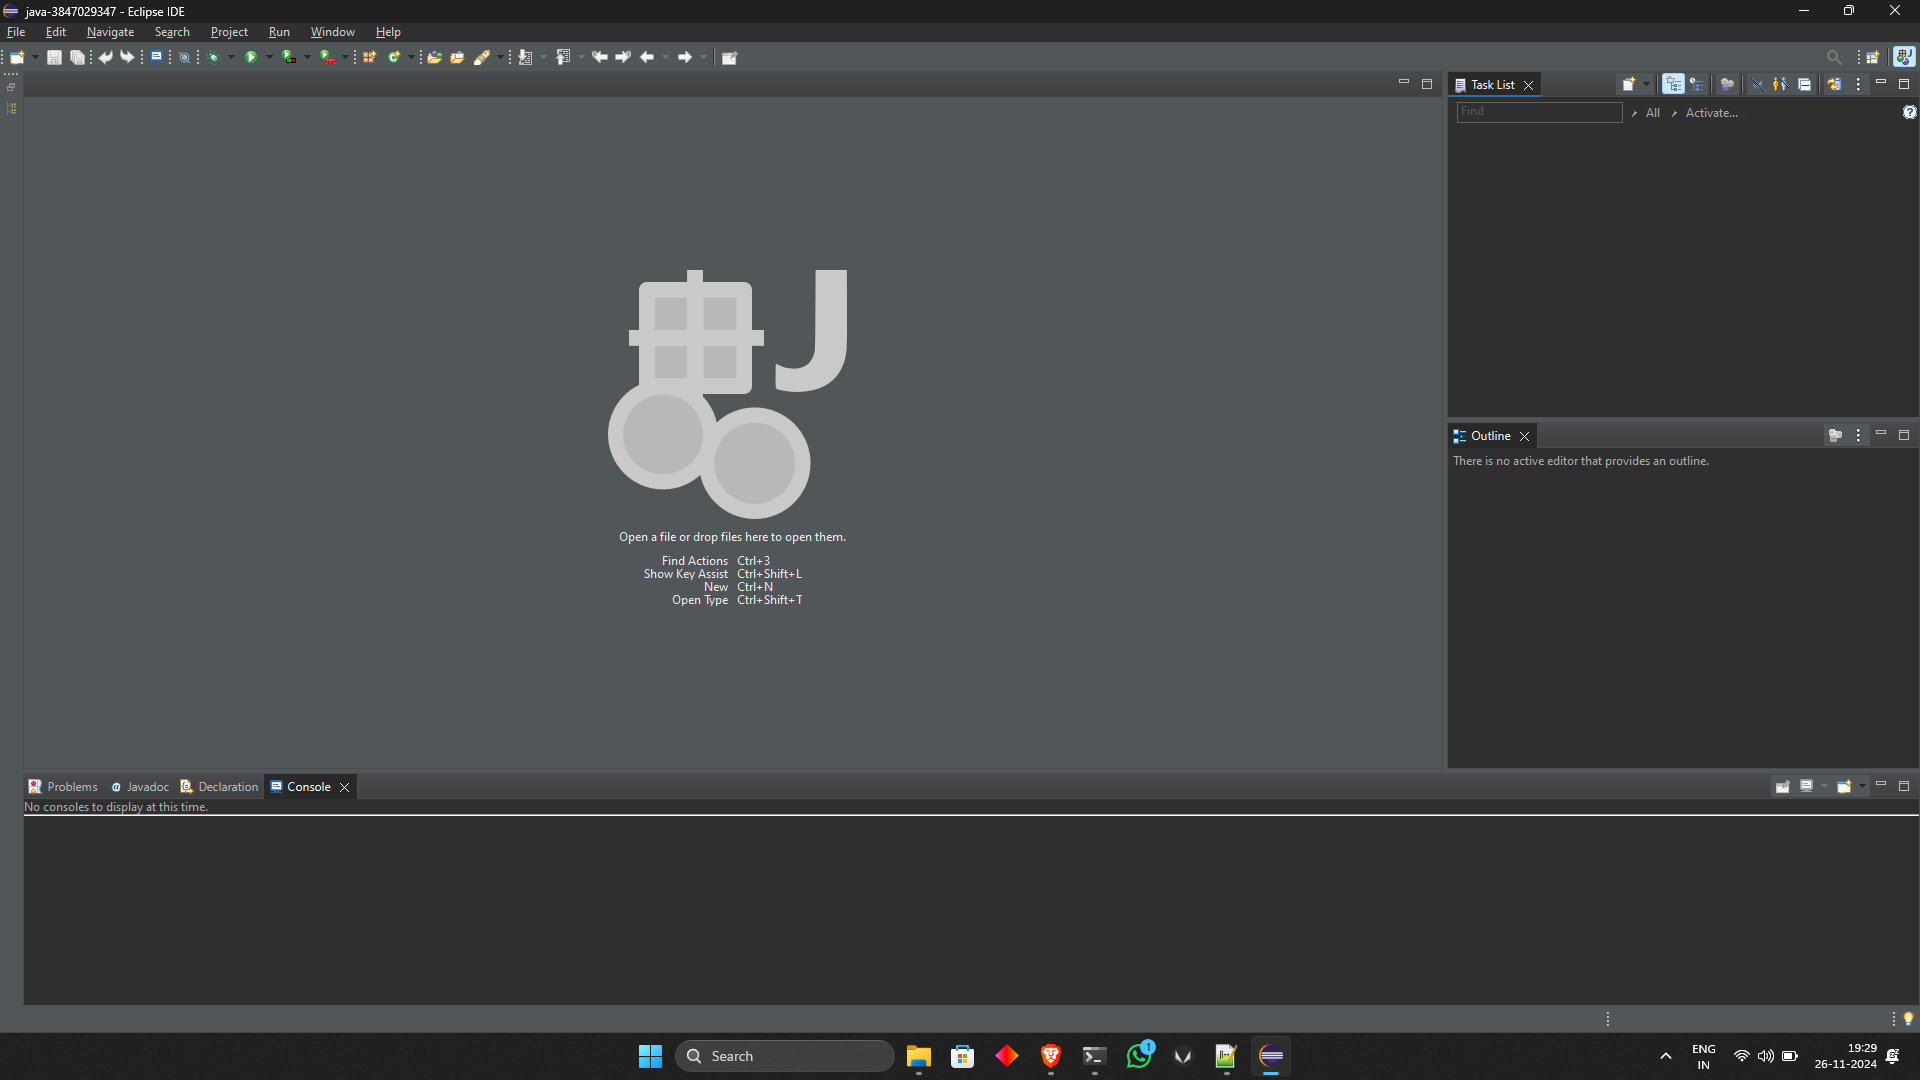 java-3847029347 - Eclipse IDE
File Edit Navigate Search Project Run Window Help
Task List
Find All Activate...
J
Outline
There is no active editor that provides an outline.
Open a file or drop files here to open them.
Find Actions Ctrl+3
Show Key Assist Ctrl+Shift+L
New Ctrl+N
Open Type Ctrl+Shift+T
Problems @ Javadoc Declaration Console
No consoles to display at this time.
Search
1
ENG
IN
19:29
26-11-2024